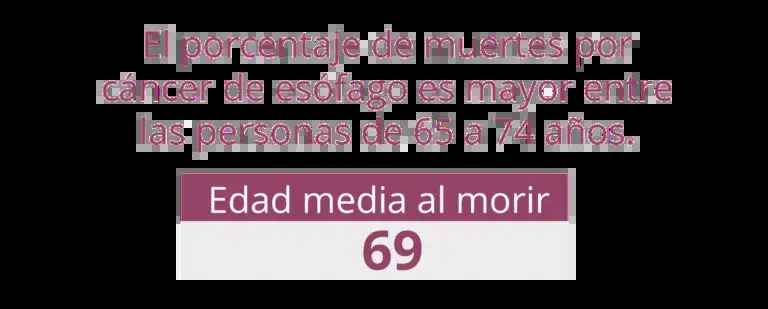 El porcentaje de muertes por
cáncer de esófago es mayor entre
las personas de 65 a 74 años.
Edad media al morir
69